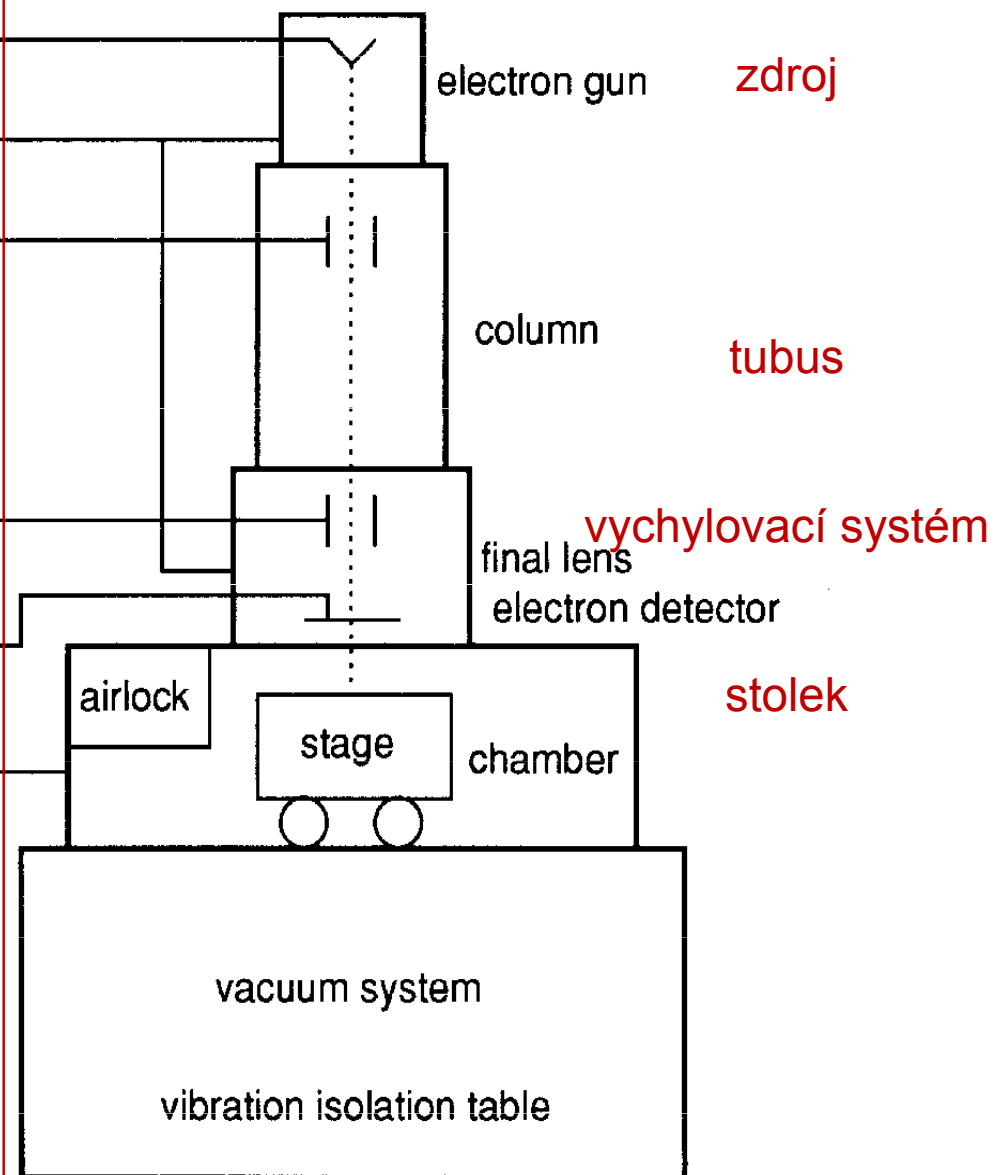 electron gun
zdroj
column
tubus
vychylovací systém
final lens
electron detector
airlock
stolek
stage
chamber
vacuum system
vibration isolation table